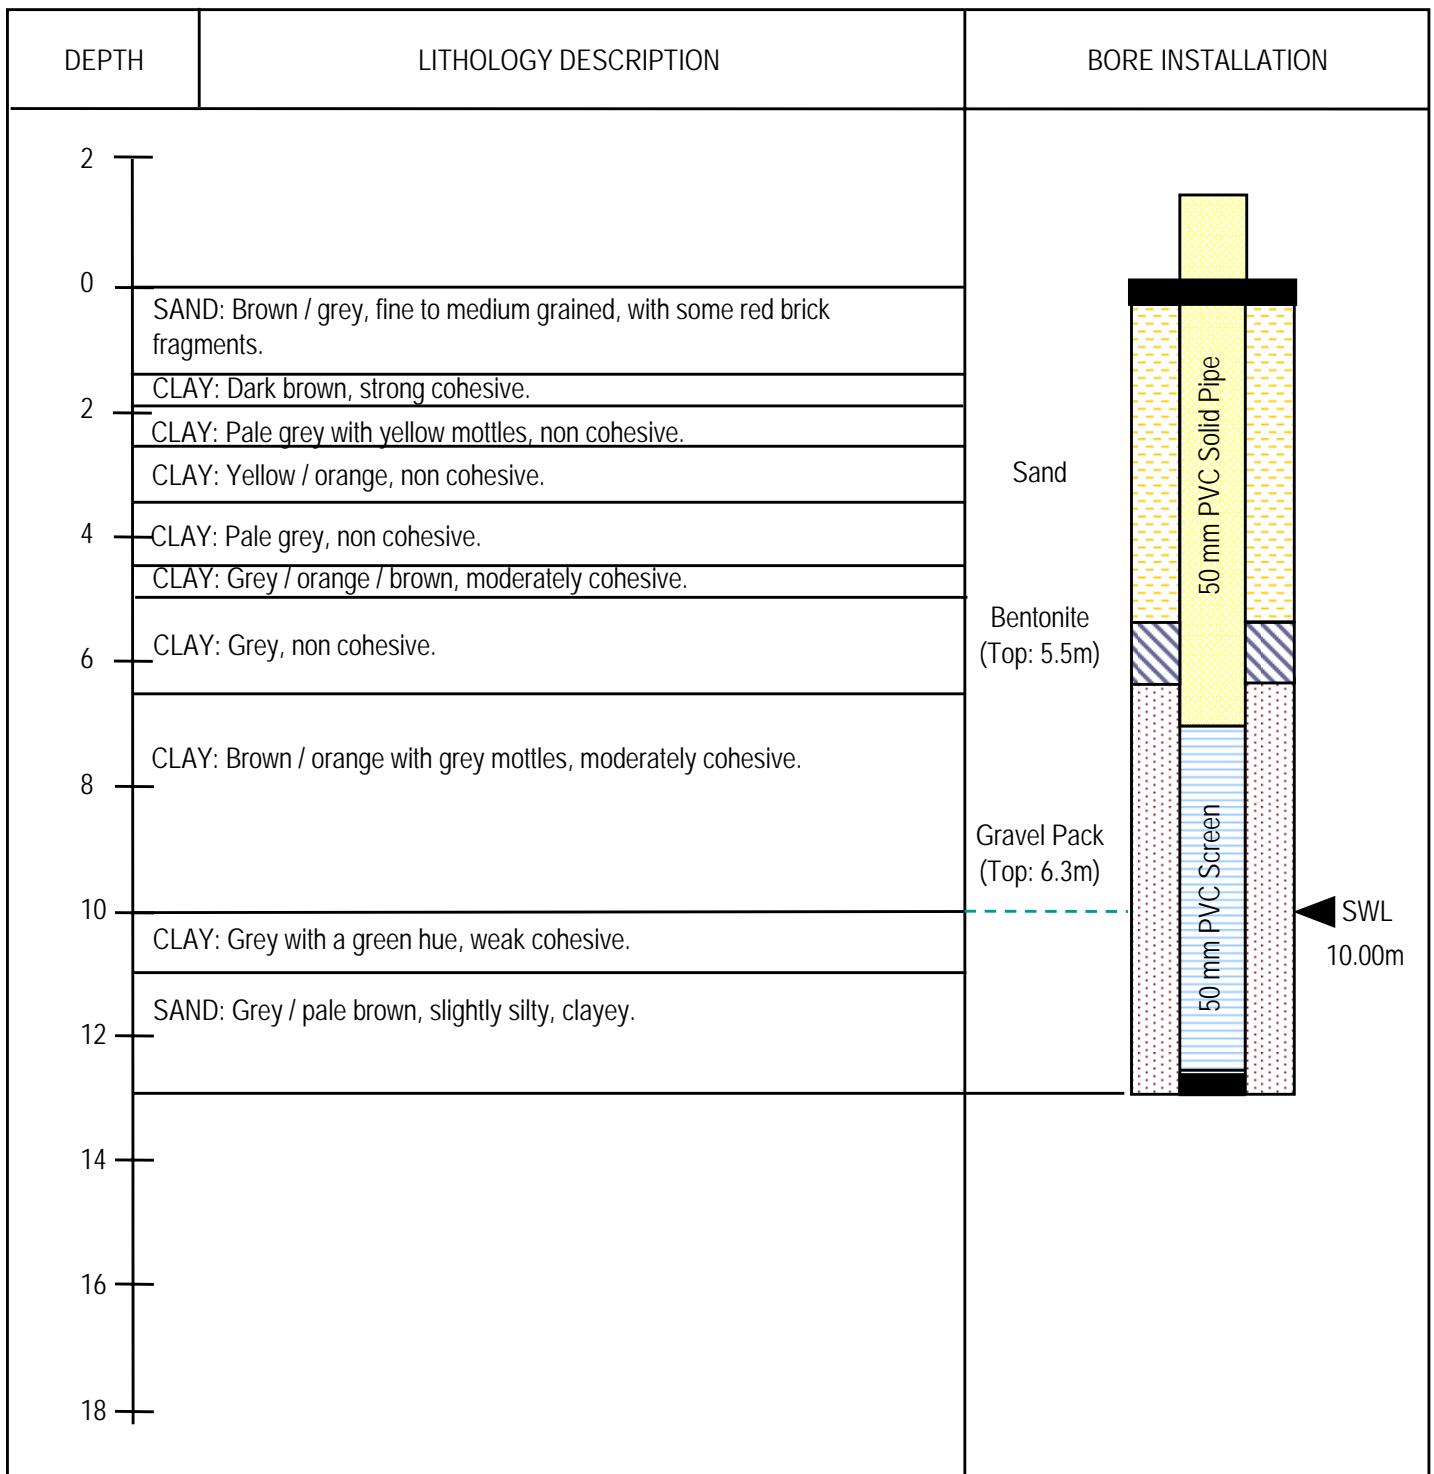 DEPTH
LITHOLOGY DESCRIPTION
BORE INSTALLATION
2
0
SAND: Brown / grey, fine to medium grained, with some red brick
fragments.
CLAY: Dark brown, strong cohesive.
2
CLAY: Pale grey with yellow mottles, non cohesive.
CLAY: Yellow / orange, non cohesive.
4
CLAY: Pale grey, non cohesive.
CLAY: Grey / orange / brown, moderately cohesive.
CLAY: Grey, non cohesive.
6
CLAY: Brown / orange with grey mottles, moderately cohesive.
8
10
CLAY: Grey with a green hue, weak cohesive.
SAND: Grey / pale brown, slightly silty, clayey.
12
14
16
18
Sand
Bentonite
(Top: 5.5m)
Gravel Pack
(Top: 6.3m)
50 mm PVC Solid Pipe
50 mm PVC Screen
SWL
10.00m